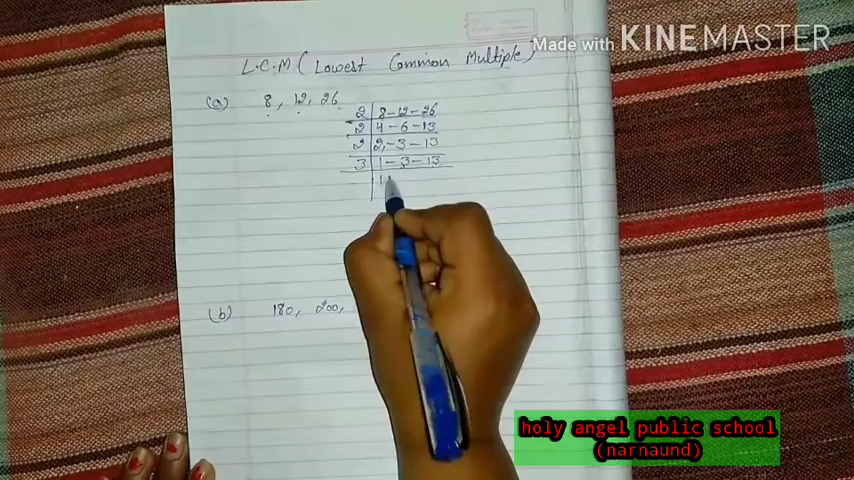 Made with KINEMASTER
L.C.M ( Lowest Common Multiple )
(a) 8, 12, 26
2 | 8 - 12 - 26
2 | 4 - 6 - 13
2 | 2 - 3 - 13
3 | 1 - 3 - 13
1
(b) 180, 200,
holy angel public school
(narnaund)